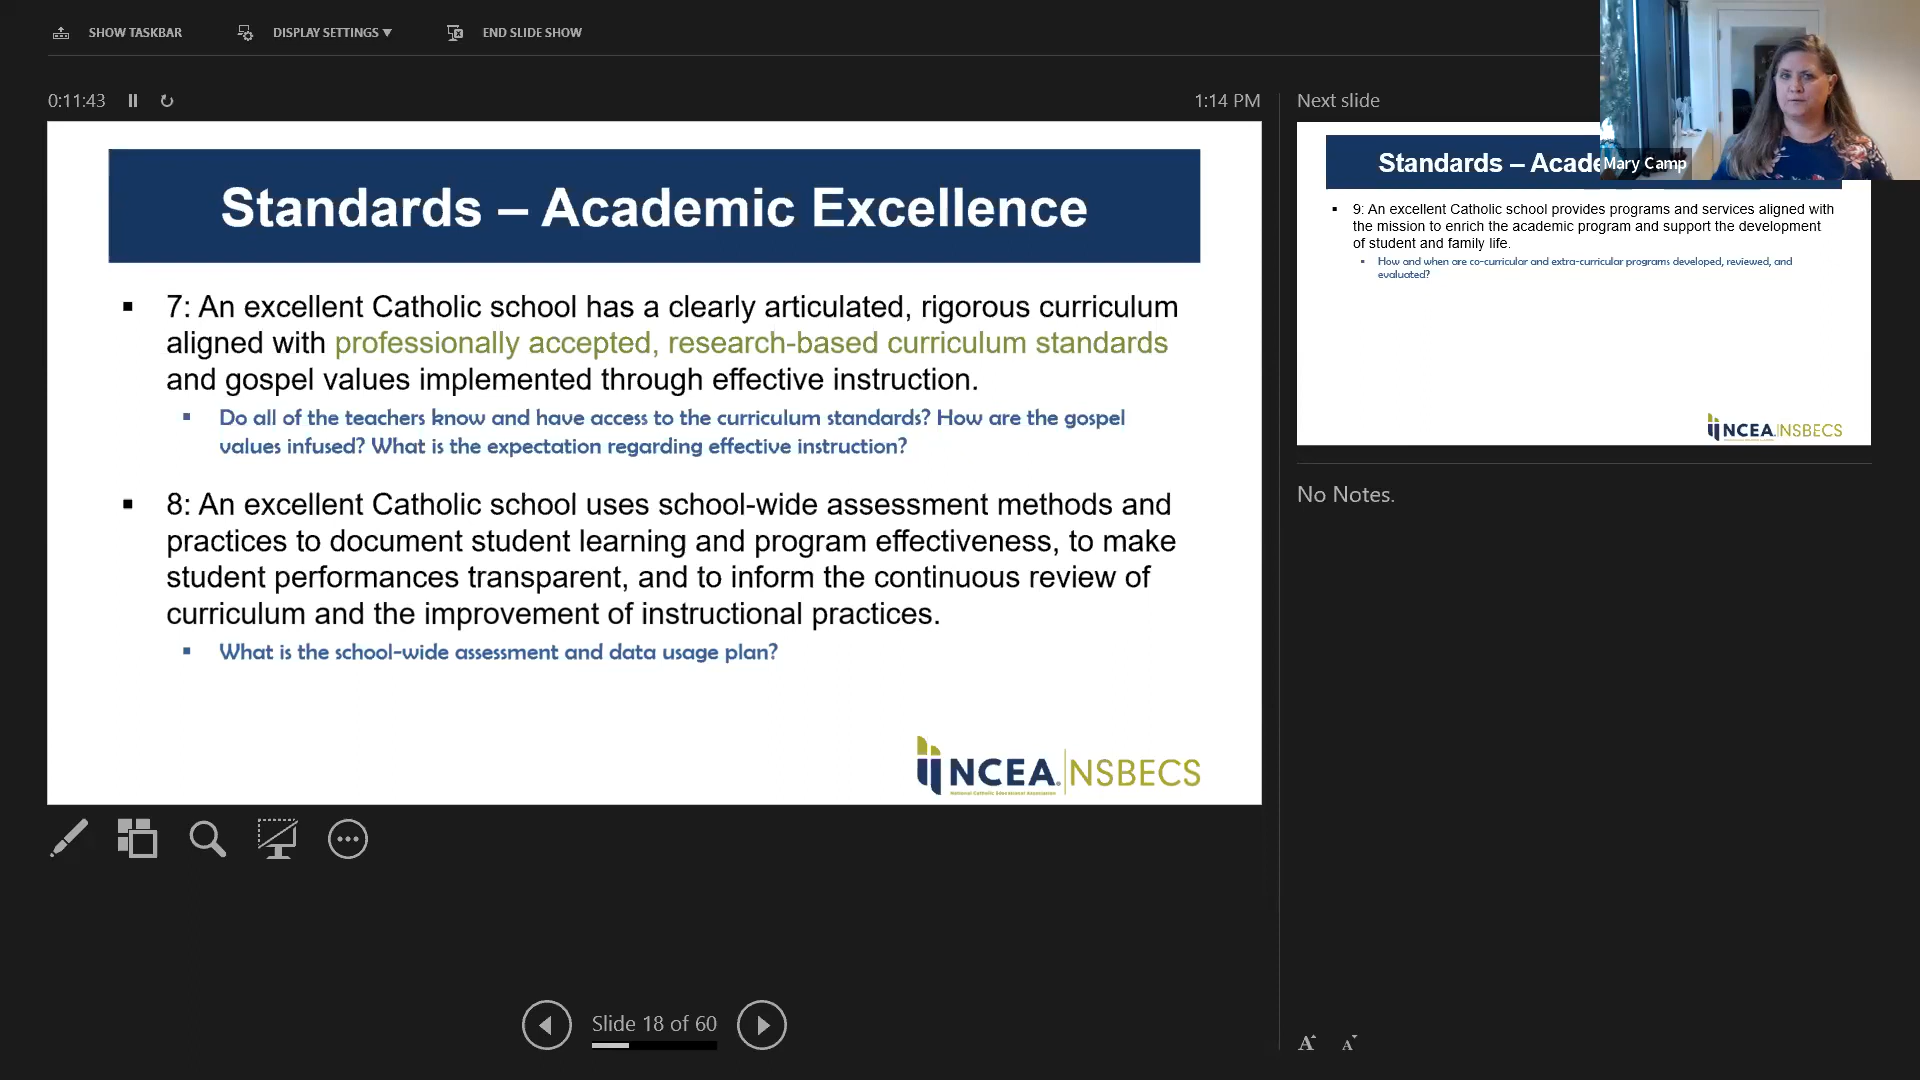 SHOW TASKBAR
DISPLAY SETTINGS ▼
END SLIDE SHOW
0:11:43
1:14 PM
Next slide
Standards – Academic Excellence
7: An excellent Catholic school has a clearly articulated, rigorous curriculum
aligned with professionally accepted, research-based curriculum standards
and gospel values implemented through effective instruction.
Do all of the teachers know and have access to the curriculum standards? How are the gospel
values infused? What is the expectation regarding effective instruction?
8: An excellent Catholic school uses school-wide assessment methods and
practices to document student learning and program effectiveness, to make
student performances transparent, and to inform the continuous review of
curriculum and the improvement of instructional practices.
What is the school-wide assessment and data usage plan?
NCEA. NSBECS
National Catholic Educational Association
Slide 18 of 60
Standards – Acade
Mary Camp
9: An excellent Catholic school provides programs and services aligned with
the mission to enrich the academic program and support the development
of student and family life.
How and when are co-curricular and extra-curricular programs developed, reviewed, and
evaluated?
NCEA. NSBECS
No Notes.
A A